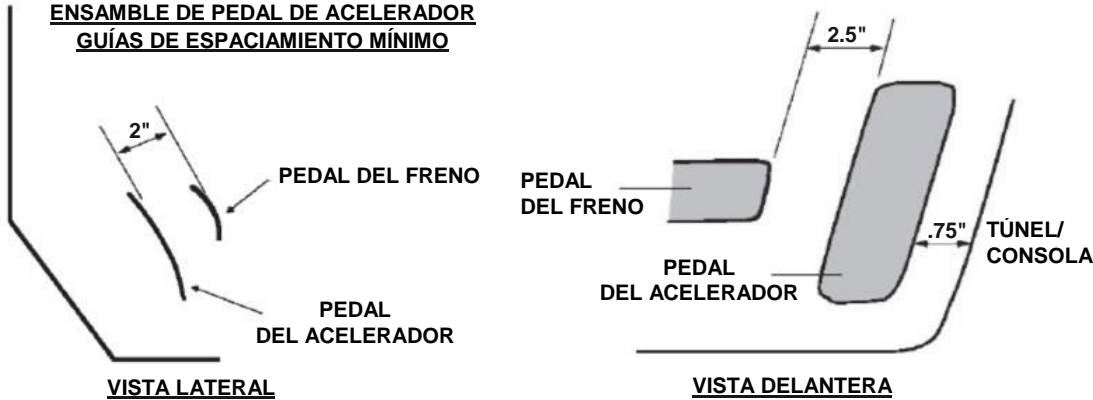 ENSAMBLE DE PEDAL DE ACELERADOR
GUÍAS DE ESPACIAMIENTO MÍNIMO
2"
PEDAL DEL FRENO
PEDAL
DEL ACELERADOR
VISTA LATERAL
2.5"
PEDAL
DEL FRENO
.75"
TÚNEL/
CONSOLA
PEDAL
DEL ACELERADOR
VISTA DELANTERA